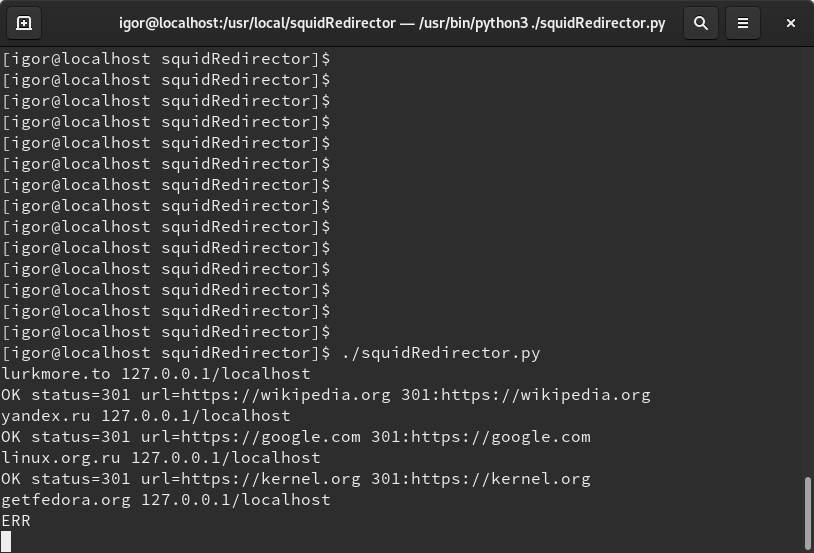 igor@localhost:/usr/local/squidRedirector — /usr/bin/python3 ./squidRedirector.py
[igor@localhost squidRedirector]$
[igor@localhost squidRedirector]$
[igor@localhost squidRedirector]$
[igor@localhost squidRedirector]$
[igor@localhost squidRedirector]$
[igor@localhost squidRedirector]$
[igor@localhost squidRedirector]$
[igor@localhost squidRedirector]$
[igor@localhost squidRedirector]$
[igor@localhost squidRedirector]$
[igor@localhost squidRedirector]$
[igor@localhost squidRedirector]$
[igor@localhost squidRedirector]$
[igor@localhost squidRedirector]$
[igor@localhost squidRedirector]$ ./squidRedirector.py
lurkmore.to 127.0.0.1/localhost
OK status=301 url=https://wikipedia.org 301:https://wikipedia.org
yandex.ru 127.0.0.1/localhost
OK status=301 url=https://google.com 301:https://google.com
linux.org.ru 127.0.0.1/localhost
OK status=301 url=https://kernel.org 301:https://kernel.org
getfedora.org 127.0.0.1/localhost
ERR